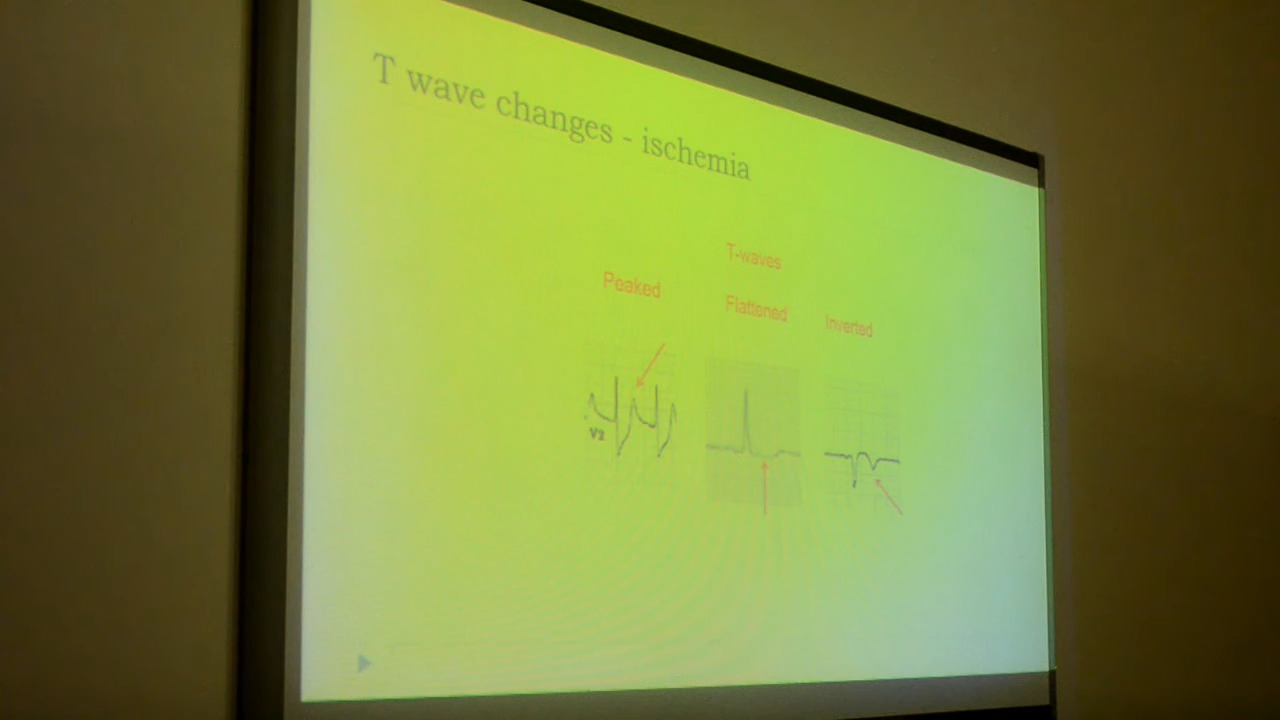 T wave changes - ischemia
T-waves
Peaked
Flattened
Inverted
V2